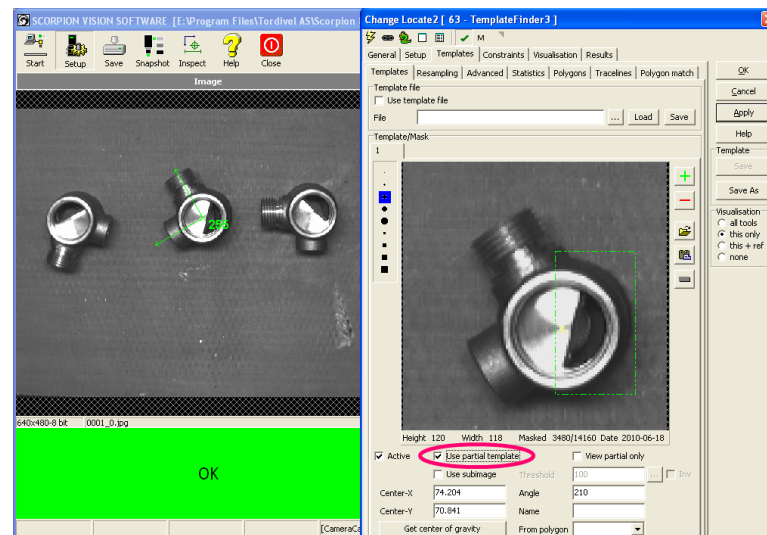 SCORPION VISION SOFTWARE [E:\Program Files\Tordivel AS\Scorpion
Start Setup Save Snapshot Inspect Help Close
Image
255
640x480-8 bit 0001_0.jpg
OK
[CameraCa
Change Locate2 [ 63 - TemplateFinder3 ]
M
General Setup Templates Constraints Visualisation Results
Templates Resampling Advanced Statistics Polygons Tracelines Polygon match
Template file
Use template file
File ... Load Save
Template/Mask
1
Height 120 Width 118 Masked 3480/14160 Date 2010-06-18
Active Use partial template View partial only
Use subimage Threshold 100 ... Inv
Center-X 74.204 Angle 210
Center-Y 70.841 Name
Get center of gravity From polygon
OK
Cancel
Apply
Help
Template
Save
Save As
Visualisation
all tools
this only
this + ref
none